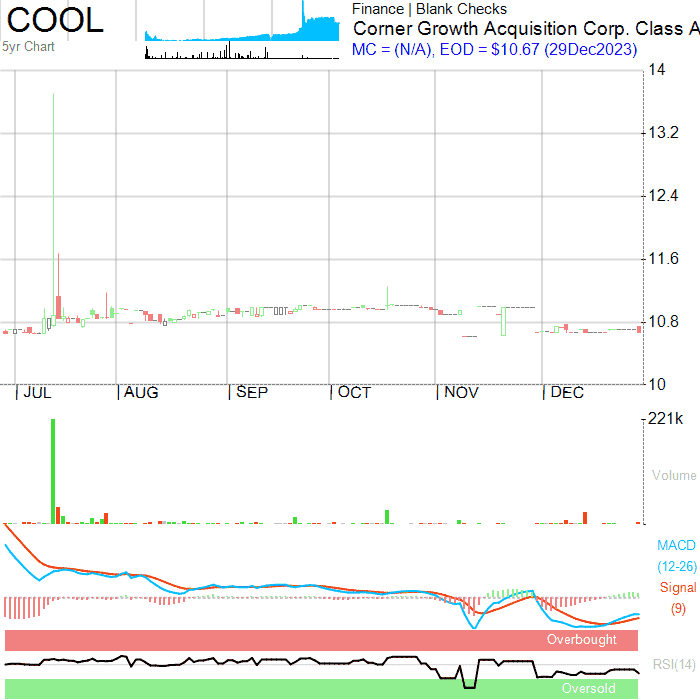 COOL
5yr Chart
Finance | Blank Checks
Corner Growth Acquisition Corp. Class A
MC = (N/A), EOD = $10.67 (29Dec2023)
14
13.2
12.4
11.6
10.8
10
JUL AUG SEP OCT NOV DEC
221k
Volume
MACD
(12-26)
Signal
(9)
Overbought
RSI(14)
Oversold